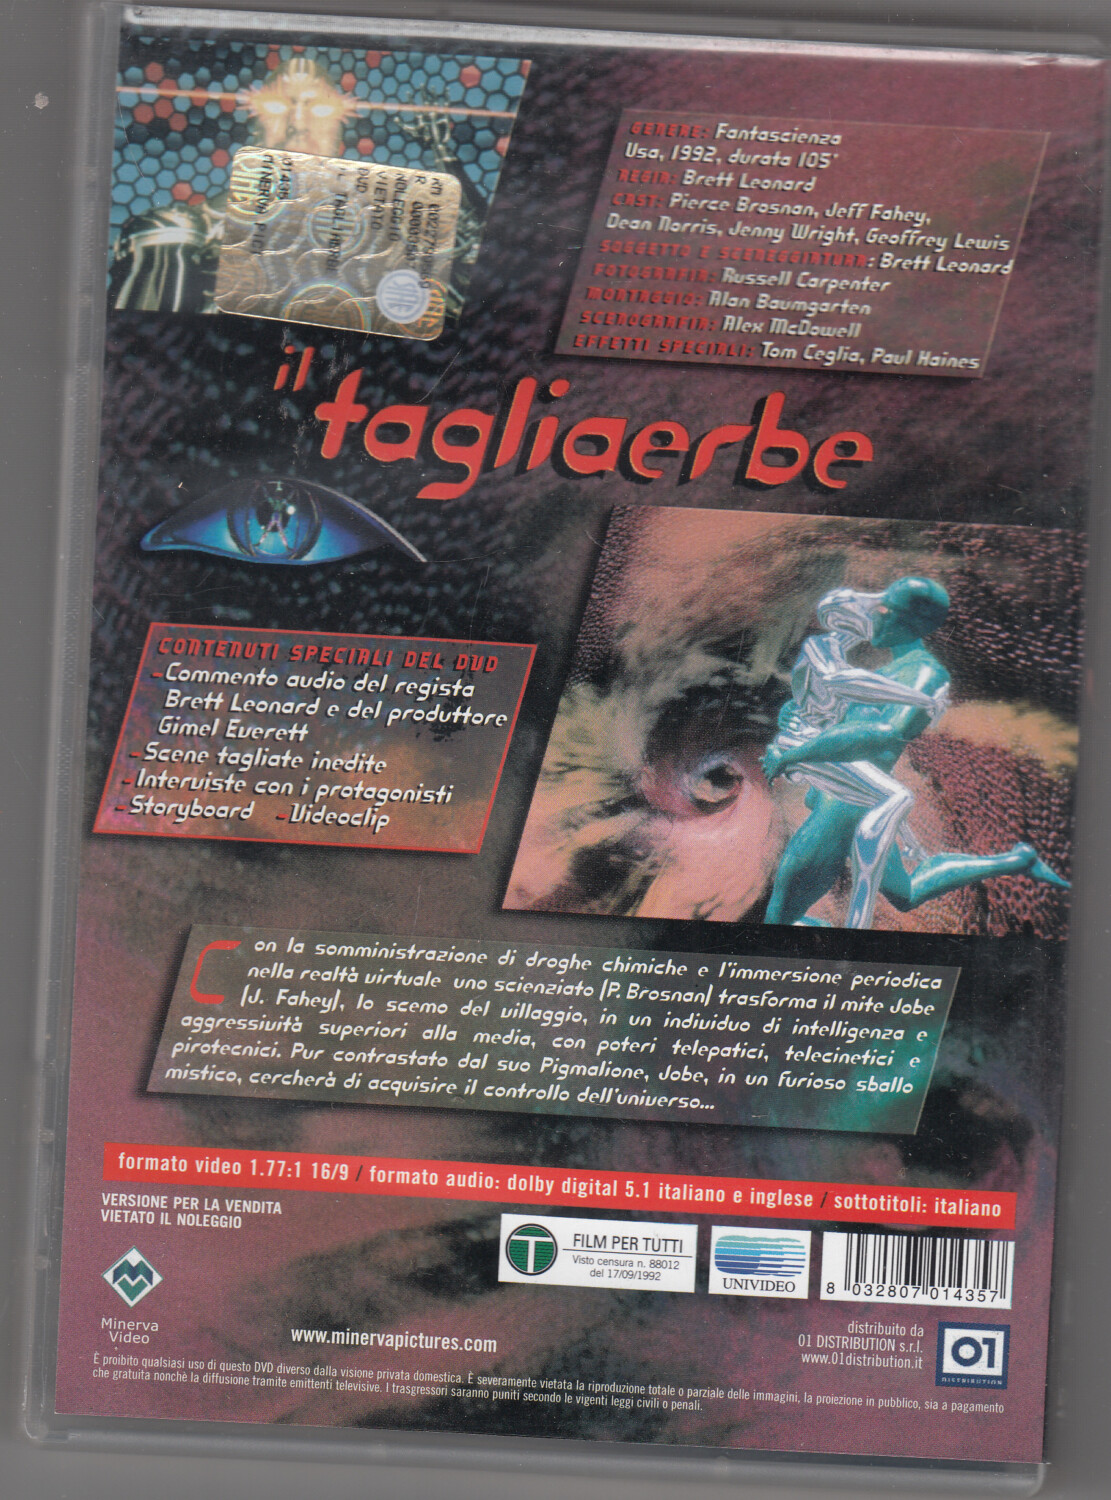 GENERE: Fantascienza
Usa, 1992, durata 105'
REGIA: Brett Leonard
CAST: Pierce Brosnan, Jeff Fahey,
Dean Norris, Jenny Wright, Geoffrey Lewis
SOGGETTO E SCENEGGIATURA: Brett Leonard
FOTOGRAFIA: Russell Carpenter
MONTAGGIO: Alan Baumgarten
SCENOGRAFIA: Alex McDowell
EFFETTI SPECIALI: Tom Ceglia, Paul Haines
NOLEGGIO
VIETATO
DVD
MINERVA PICT
il
tagliaerbe
CONTENUTI SPECIALI DEL DVD
-Commento audio del regista
Brett Leonard e del produttore
Gimel Everett
-Scene tagliate inedite
-Interviste con i protagonisti
-Storyboard -Videoclip
Con la somministrazione di droghe chimiche e l'immersione periodica
nella realtà virtuale uno scienziato (P. Brosnan) trasforma il mite Jobe
(J. Fahey), lo scemo del villaggio, in un individuo di intelligenza e
aggressività superiori alla media, con poteri telepatici, telecinetici e
pirotecnici. Pur contrastato dal suo Pigmalione, Jobe, in un furioso sballo
mistico, cercherà di acquisire il controllo dell'universo...
formato video 1.77:1 16/9 / formato audio: dolby digital 5.1 italiano e inglese / sottotitoli: italiano
VERSIONE PER LA VENDITA
VIETATO IL NOLEGGIO
T
FILM PER TUTTI
Visto censura n. 88012
del 17/09/1992
UNIVIDEO
8 032807 014357
Minerva
Video
www.minervapictures.com
distribuito da
01 DISTRIBUTION s.r.l.
www.01distribution.it
01
DISTRIBUTION
È proibito qualsiasi uso di questo DVD diverso dalla visione privata domestica. È severamente vietata la riproduzione totale o parziale delle immagini, la proiezione in pubblico, sia a pagamento
che gratuita nonchè la diffusione tramite emittenti televisive. I trasgressori saranno puniti secondo le vigenti leggi civili o penali.